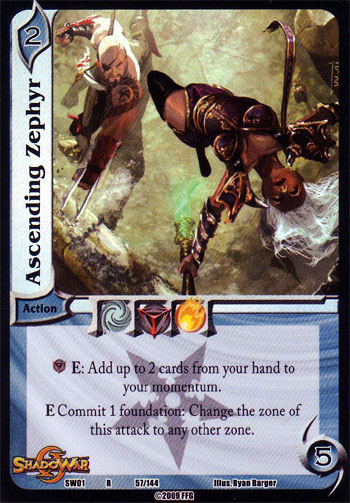 2
Ascending Zephyr
Action
E: Add up to 2 cards from your hand to
your momentum.
E Commit 1 foundation: Change the zone of
this attack to any other zone.
5
SHADOWAR
SW01 R 57/144 Illus. Ryan Barger
©2009 FFG